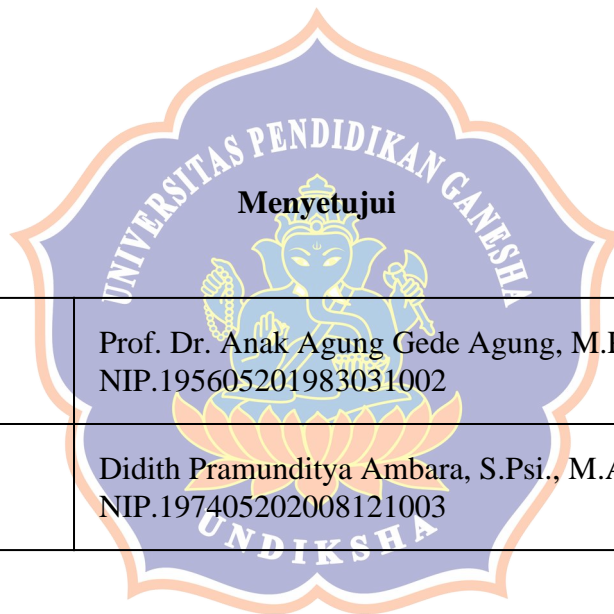 UNIVERSITAS PENDIDIKAN GANESHA
Menyetujui
Prof. Dr. Anak Agung Gede Agung,
NIP.195605201983031002
Didith Pramunditya Ambara, S.Psi.,
NIP.197405202008121003
UNDIKSHA